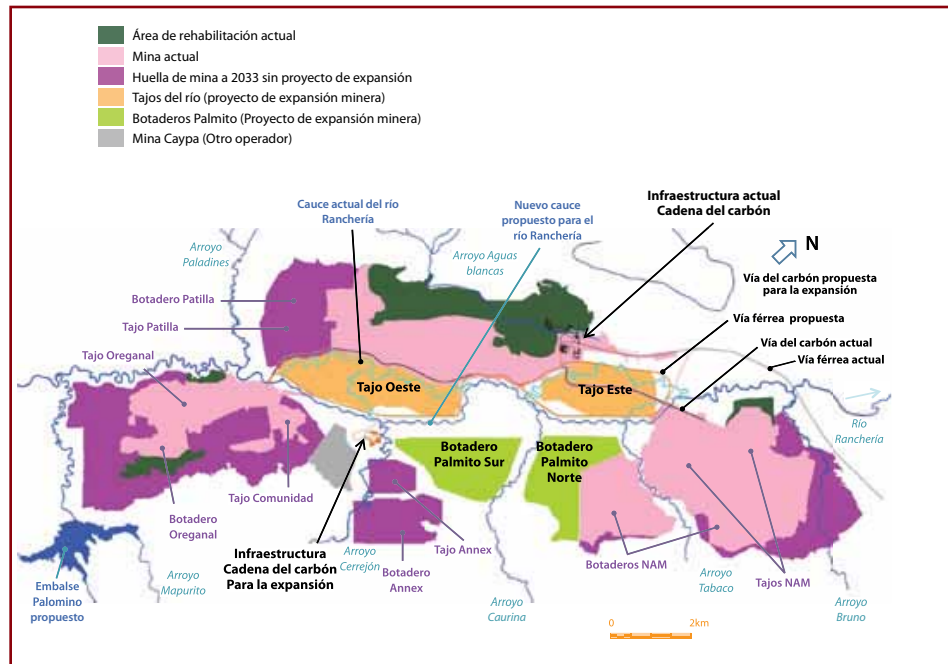 Área de rehabilitación actual
Mina actual
Huella de mina a 2033 sin proyecto de expansión
Tajos del río (proyecto de expansión minera)
Botaderos Palmito (Proyecto de expansión minera)
Mina Caypa (Otro operador)
Cauce actual del río
Ranchería
Nuevo cauce
propuesto para el
río Ranchería
Infraestructura actual
Cadena del carbón
N
Arroyo
Paladines
Arroyo Aguas
blancas
Vía del carbón propuesta
para la expansión
Botadero Patilla
Tajo Patilla
Vía férrea propuesta
Vía del carbón actual
Vía férrea actual
Tajo Oreganal
Tajo Oeste
Tajo Este
Río
Ranchería
Botadero
Palmito Sur
Botadero
Palmito
Norte
Tajo Comunidad
Botadero
Oreganal
Infraestructura
Cadena del carbón
Para la expansión
Arroyo
Cerrejón
Tajo Annex
Botadero
Annex
Botaderos NAM
Tajos NAM
Embalse
Palomino
propuesto
Arroyo
Mapurito
Arroyo
Caurina
Arroyo
Tabaco
Arroyo
Bruno
0 2km